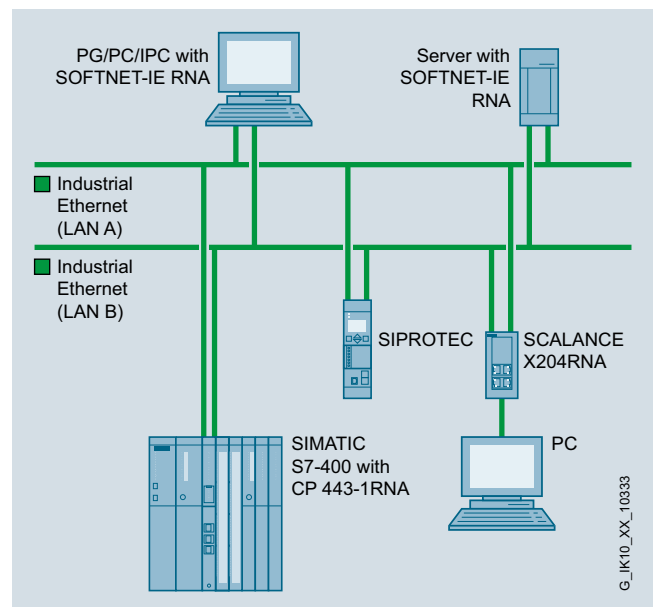 PG/PC/IPC with
SOFTNET-IE RNA
Server with
SOFTNET-IE
RNA
Industrial
Ethernet
(LAN A)
Industrial
Ethernet
(LAN B)
SIPROTEC
SCALANCE
X204RNA
SIMATIC
S7-400 with
CP 443-1RNA
PC
G_IK10_XX_10333